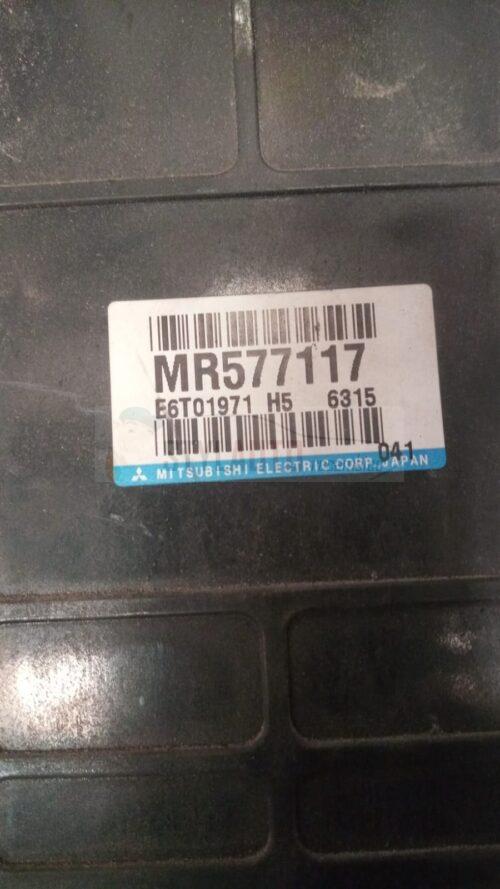 MR577117
E6T01971 H5 6315
041
MITSUBISHI ELECTRIC CORP. JAPAN